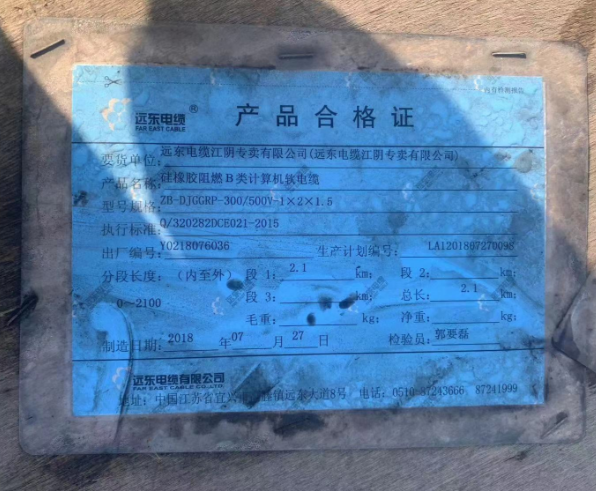 远东电缆®
FAR EAST CABLE
产品合格证
要货单位：远东电缆江阴专卖有限公司(远东电缆江阴专卖有限公司)
产品名称：硅橡胶阻燃B类计算机软电缆
型号规格：ZB-DJGGRP-300/500V-1×2×1.5
执行标准：Q/320282DCE021-2015
出厂编号：Y0218076036 生产计划编号：LA1201807270098
分段长度：（内至外） 段 1：2.1 km； 段 2： km；
0--2100 段 3： km； 总长：2.1 km；
毛重： kg； 净重： kg；
制造日期：2018 年 07 月 27 日 检验员：郭要磊
远东电缆有限公司
FAR EAST CABLE CO.,LTD
地址：中国江苏省宜兴市 镇远东大道8号 电话：0510-87243666 87241999